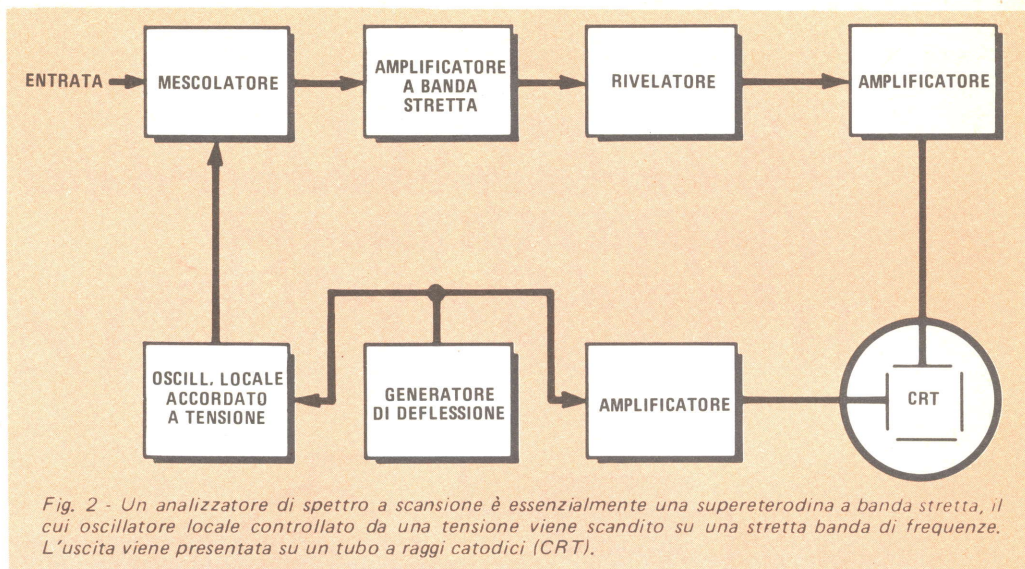 ENTRATA
MESCOLATORE
AMPLIFICATORE
A BANDA
STRETTA
RIVELATORE
AMPLIFICATORE
OSCILL. LOCALE
ACCORDATO
A TENSIONE
GENERATORE
DI DEFLESSIONE
AMPLIFICATORE
CRT
Fig. 2 - Un analizzatore di spettro a scansione è essenzialmente una supereterodina a banda stretta, il
cui oscillatore locale controllato da una tensione viene scandito su una stretta banda di frequenze.
L'uscita viene presentata su un tubo a raggi catodici (CRT).